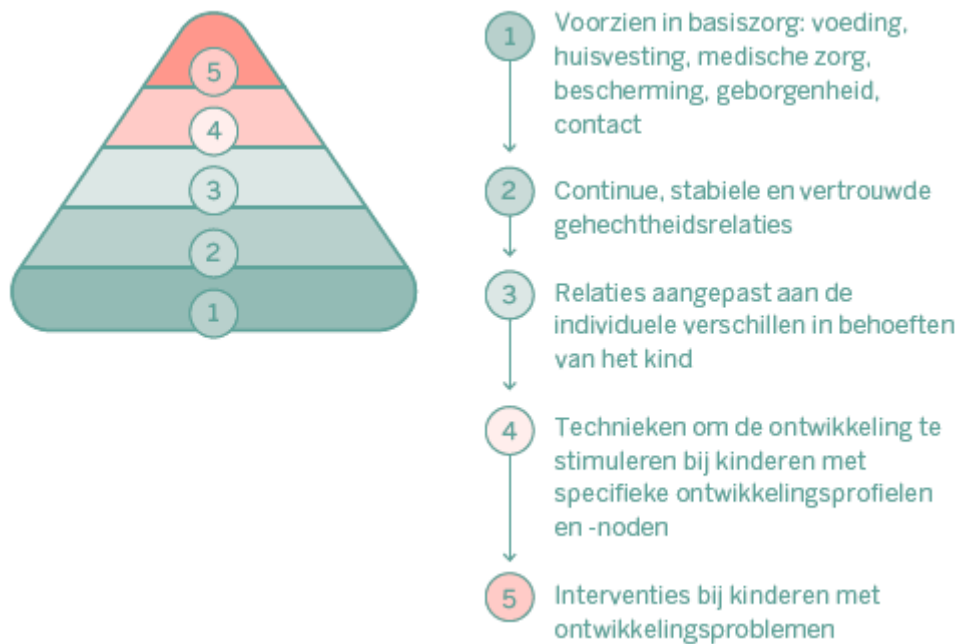 5
4
3
2
1
1
Voorzien in basiszorg: voeding,
huisvesting, medische zorg,
bescherming, geborgenheid,
contact
2
Continue, stabiele en vertrouwde
gehechtheidsrelaties
3
Relaties aangepast aan de
individuele verschillen in behoeften
van het kind
4
Technieken om de ontwikkeling te
stimuleren bij kinderen met
specifieke ontwikkelingsprofielen
en -noden
5
Interventies bij kinderen met
ontwikkelingsproblemen